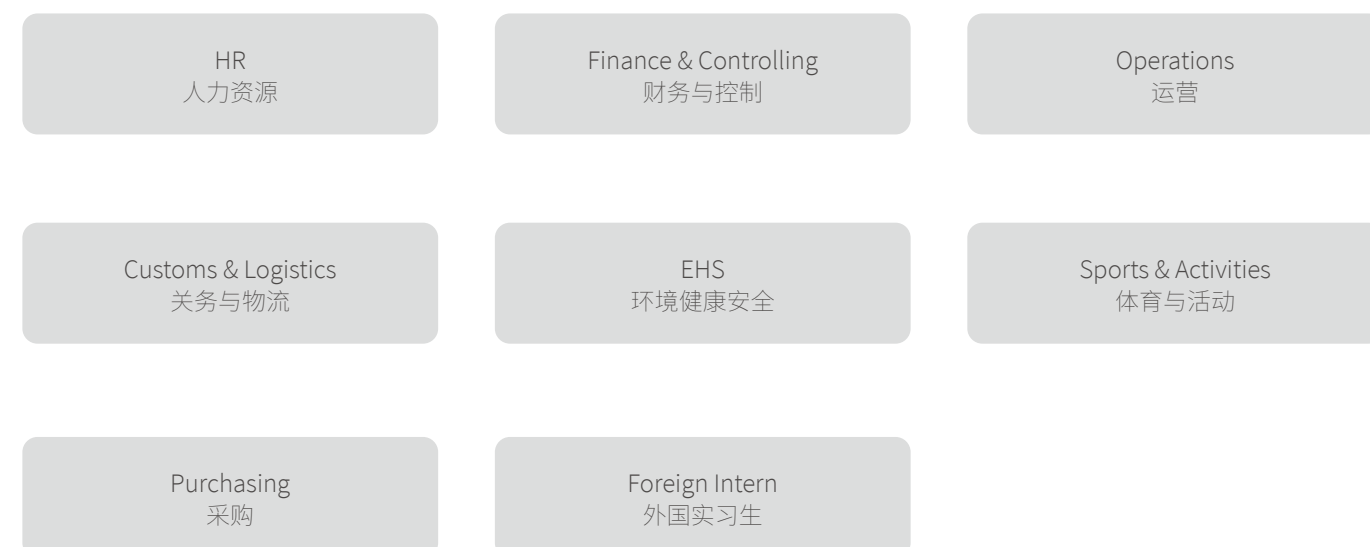 HR
人力资源
Finance & Controlling
财务与控制
Operations
运营
Customs & Logistics
关务与物流
EHS
环境健康安全
Sports & Activities
体育与活动
Purchasing
采购
Foreign Intern
外国实习生